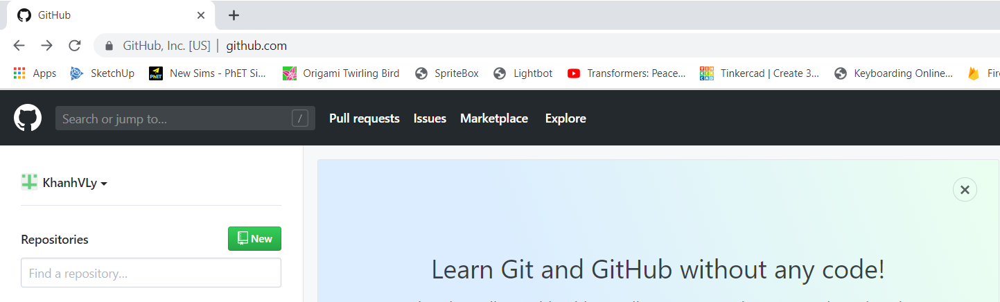 GitHub
GitHub, Inc. [US] | github.com
Apps SketchUp New Sims - PhET Si... Origami Twirling Bird SpriteBox Lightbot Transformers: Peace... Tinkercad | Create 3... Keyboarding Online... Fir
Search or jump to... / Pull requests Issues Marketplace Explore
KhanhVLy
Repositories New
Find a repository...
Learn Git and GitHub without any code!